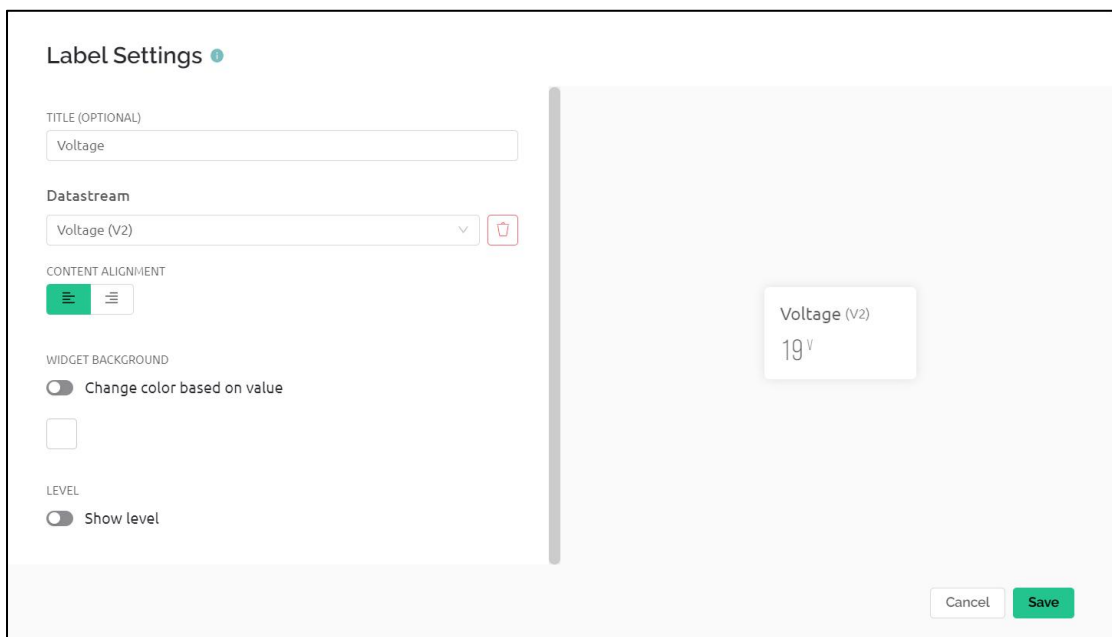 Label Settings
TITLE (OPTIONAL)
Voltage
Datastream
Voltage (V2)
CONTENT ALIGNMENT
WIDGET BACKGROUND
Change color based on value
LEVEL
Show level
Voltage (V2)
19 V
Cancel
Save